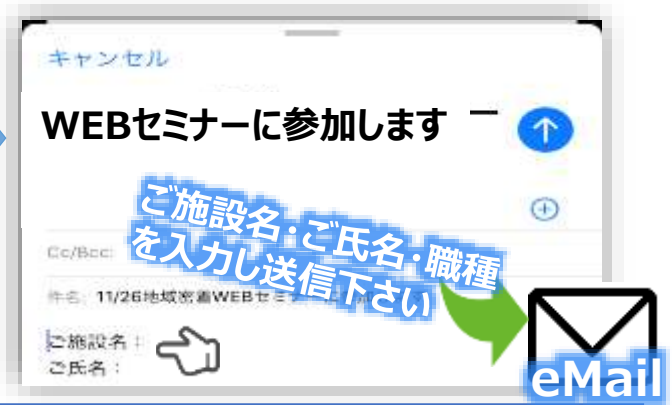 キャンセル
WEBセミナーに参加します
ご施設名・ご氏名・職種
を入力し送信下さい
Cc/Bcc:
件名: 11/26地域密着WEBセミ
ご施設名:
ご氏名:
eMail